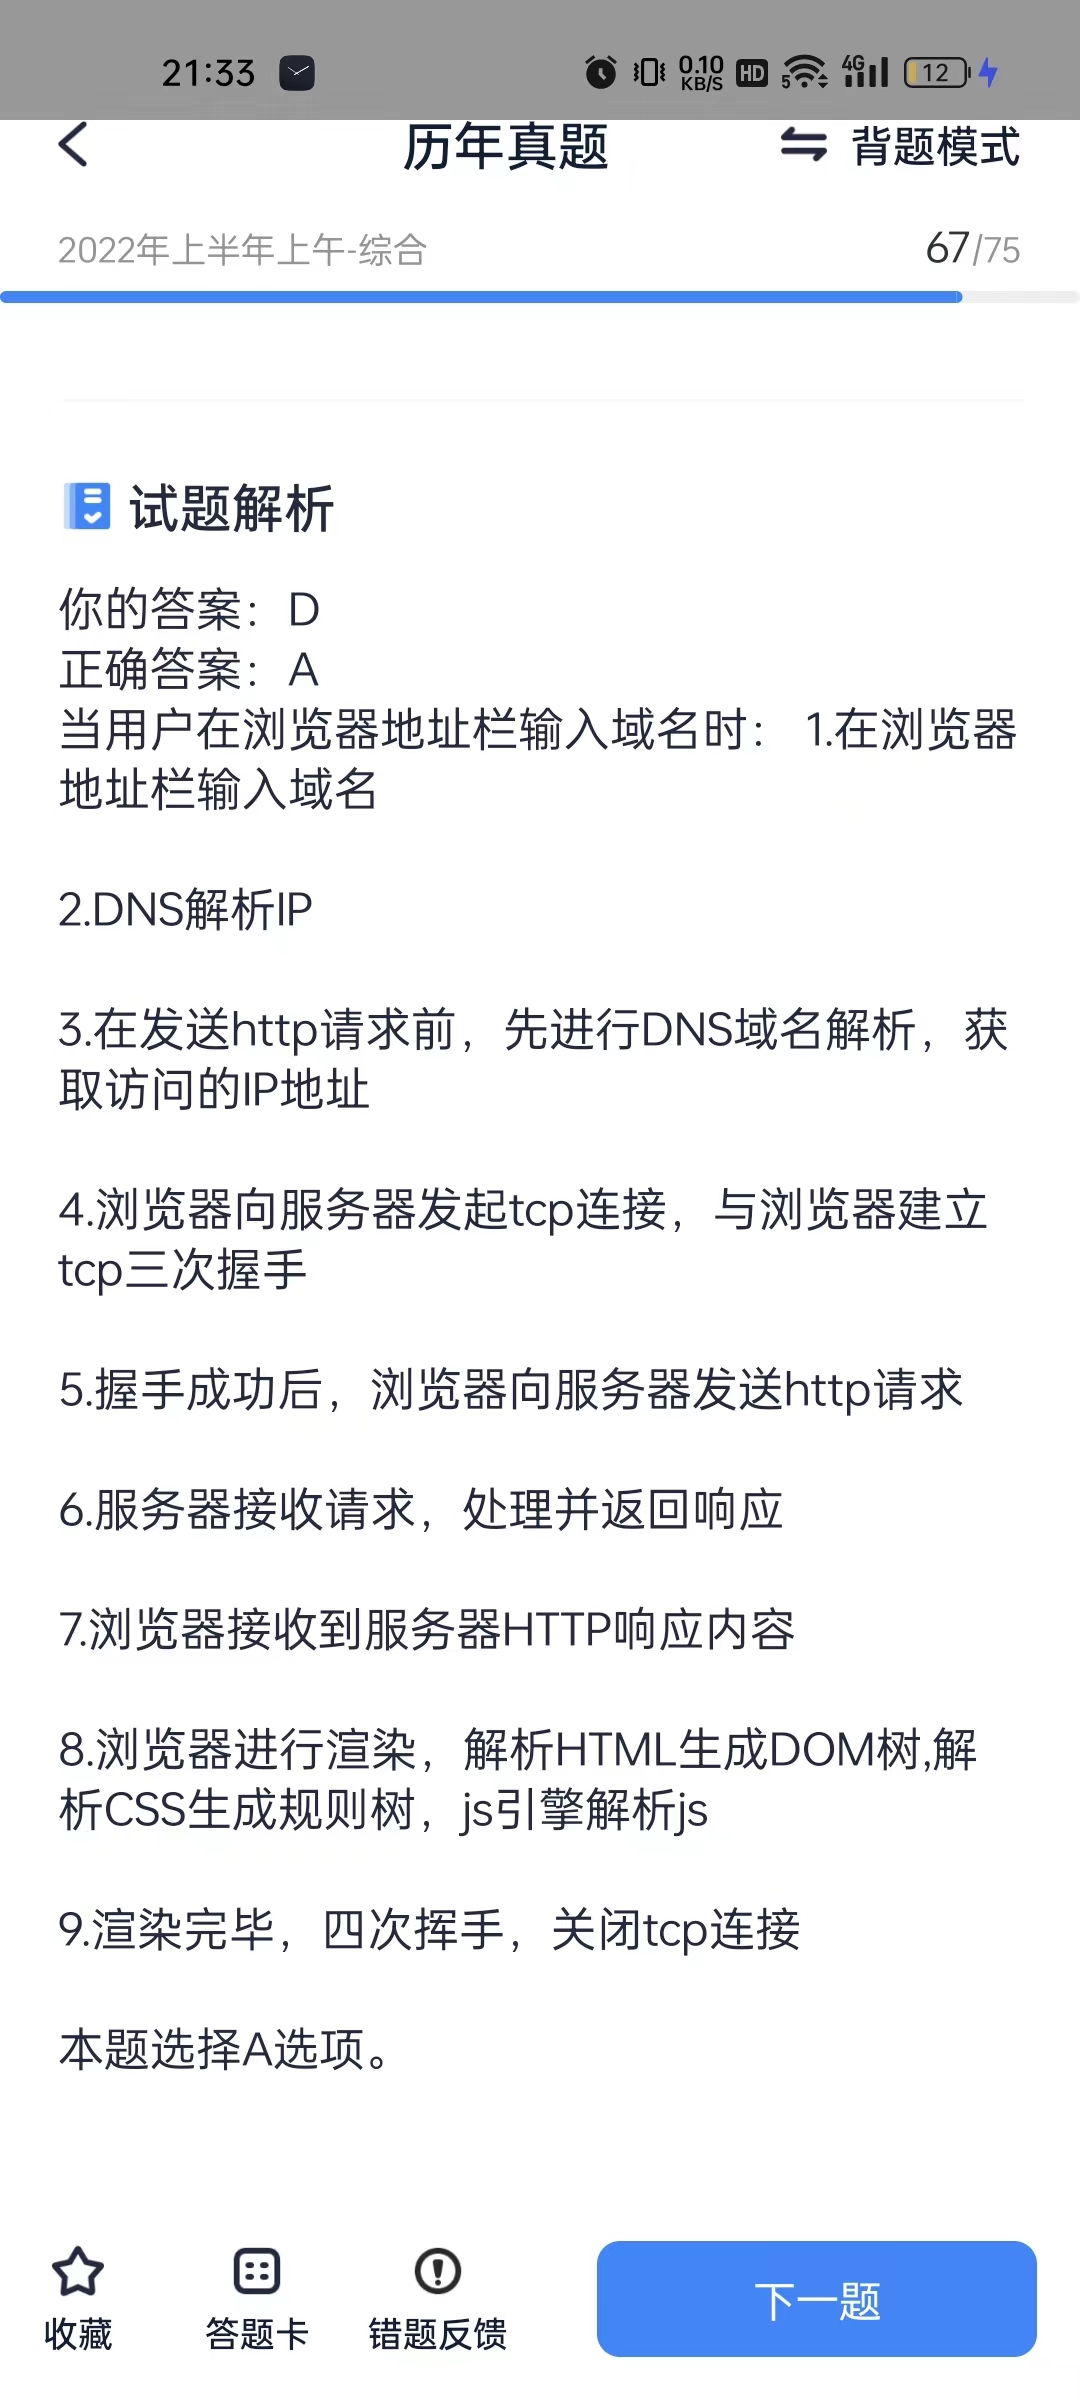 21:33
0.10
KB/S
HD
5
4G
12
历年真题
背题模式
2022年上半年上午-综合
67/75
试题解析
你的答案：D
正确答案：A
当用户在浏览器地址栏输入域名时： 1.在浏览器
地址栏输入域名
2.DNS解析IP
3.在发送http请求前，先进行DNS域名解析，获
取访问的IP地址
4.浏览器向服务器发起tcp连接，与浏览器建立
tcp三次握手
5.握手成功后，浏览器向服务器发送http请求
6.服务器接收请求，处理并返回响应
7.浏览器接收到服务器HTTP响应内容
8.浏览器进行渲染，解析HTML生成DOM树,解
析CSS生成规则树，js引擎解析js
9.渲染完毕，四次挥手，关闭tcp连接
本题选择A选项。
收藏
答题卡
错题反馈
下一题